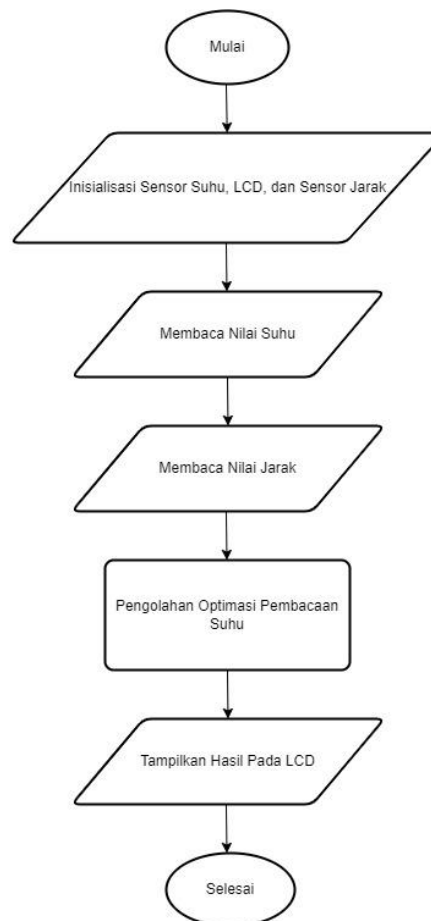 Mulai
Inisialisasi Sensor Suhu, LCD, dan Sensor Jarak
Membaca Nilai Suhu
Membaca Nilai Jarak
Pengolahan Optimasi Pembacaan
Suhu
Tampilkan Hasil Pada LCD
Selesai